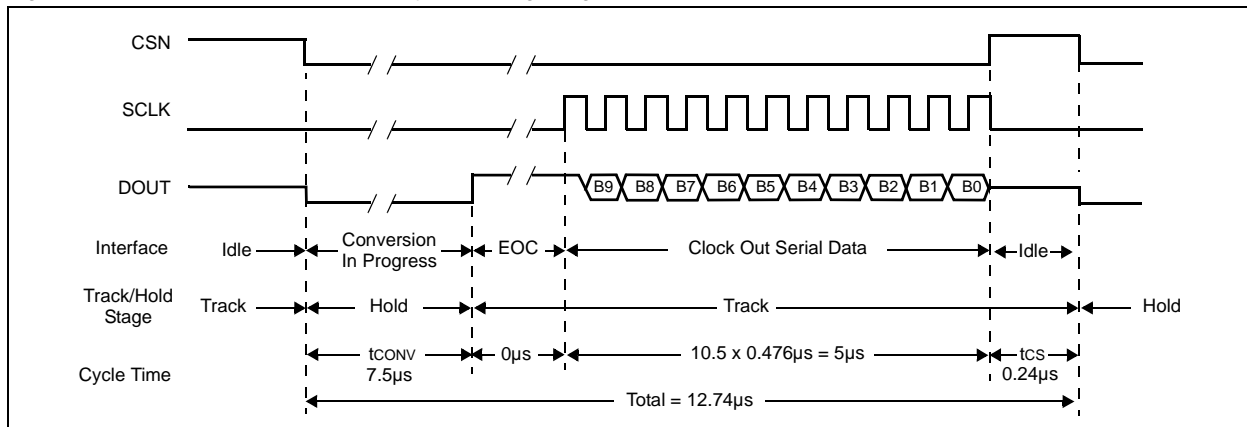 CSN
SCLK
DOUT
B9 B8 B7 B6 B5 B4 B3 B2 B1 B0
Interface Idle Conversion In Progress EOC Clock Out Serial Data Idle
Track/Hold Stage Track Hold Track Hold
Cycle Time tCONV 7.5µs 0µs 10.5 x 0.476µs = 5µs tCS 0.24µs
Total = 12.74µs